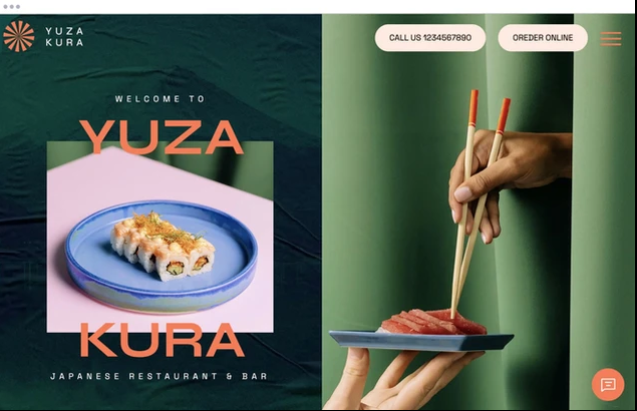 YUZA
KURA
CALL US 1234567890
OREDER ONLINE
WELCOME TO
YUZA
KURA
JAPANESE RESTAURANT & BAR